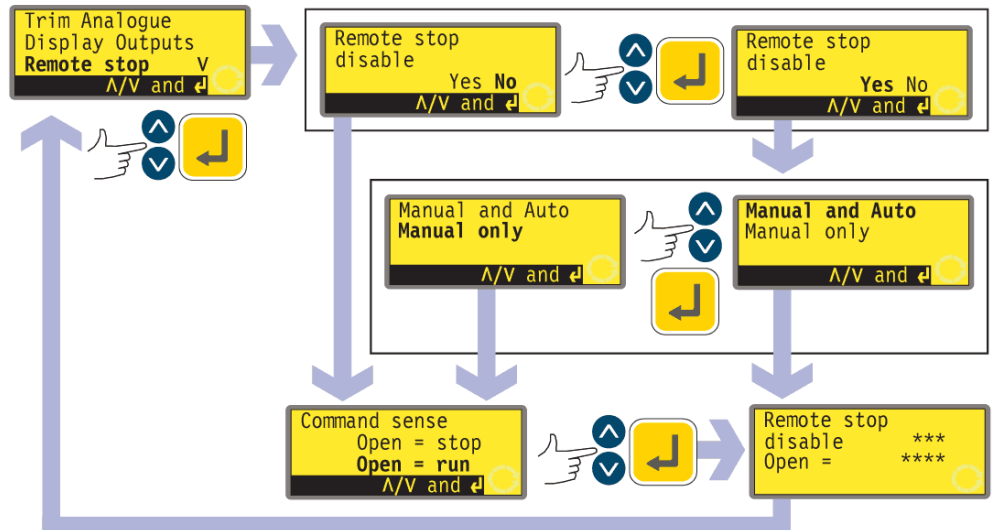 Trim Analogue
Display Outputs
Remote stop V
Λ/V and ↲
Remote stop
disable
Yes No
Λ/V and ↲
Remote stop
disable
Yes No
Λ/V and ↲
Manual and Auto
Manual only
Λ/V and ↲
Manual and Auto
Manual only
Λ/V and ↲
Command sense
Open = stop
Open = run
Λ/V and ↲
Remote stop
disable ***
Open = ****